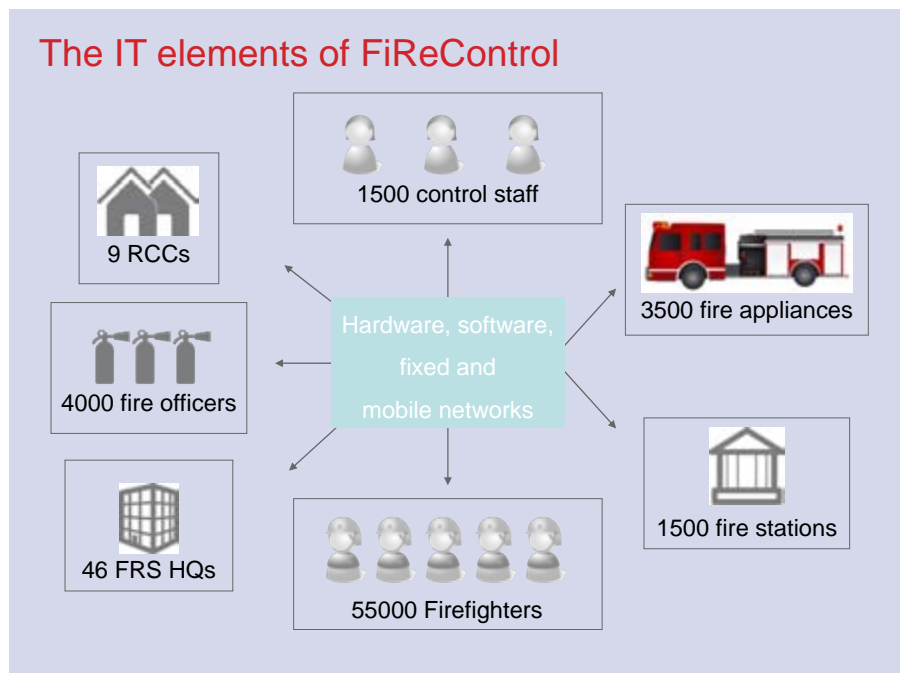 The IT elements of FiReControl
1500 control staff
9 RCCs
3500 fire appliances
Hardware, software,
fixed and
mobile networks
4000 fire officers
1500 fire stations
46 FRS HQs
55000 Firefighters